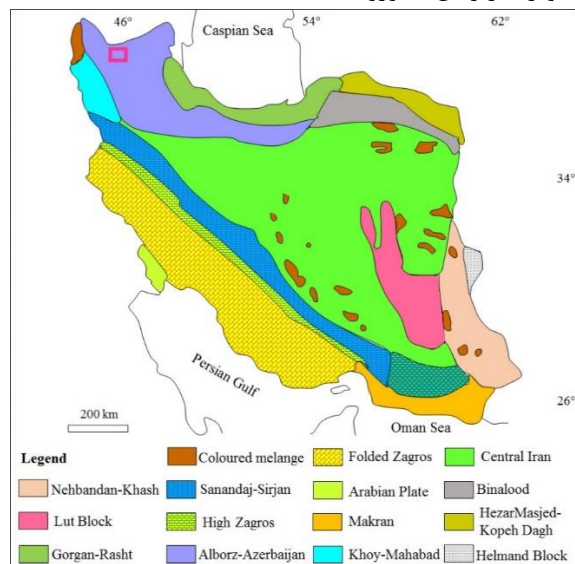 46°
54°
62°
Caspian Sea
34°
Persian Gulf
26°
200 km
Oman Sea
Legend
Coloured melange
Folded Zagros
Central Iran
Nehbandan-Khash
Sanandaj-Sirjan
Arabian Plate
Binalood
Lut Block
High Zagros
Makran
HezarMasjed-
Kopeh Dagh
Gorgan-Rasht
Alborz-Azerbaijan
Khoy-Mahabad
Helmand Block